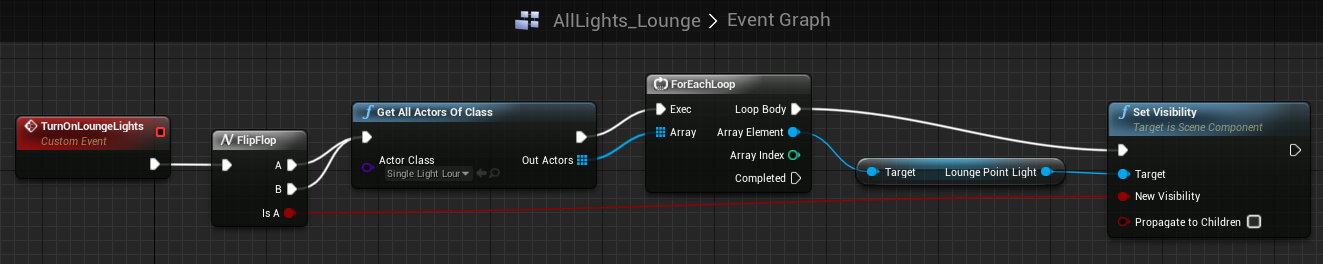 AllLights_Lounge > Event Graph
TurnOnLoungeLights
Custom Event
FlipFlop
A
B
Is A
Get All Actors Of Class
Actor Class
Single Light Lour
Out Actors
ForEachLoop
Exec
Loop Body
Array
Array Element
Array Index
Completed
Target
Lounge Point Light
Set Visibility
Target is Scene Component
Target
New Visibility
Propagate to Children